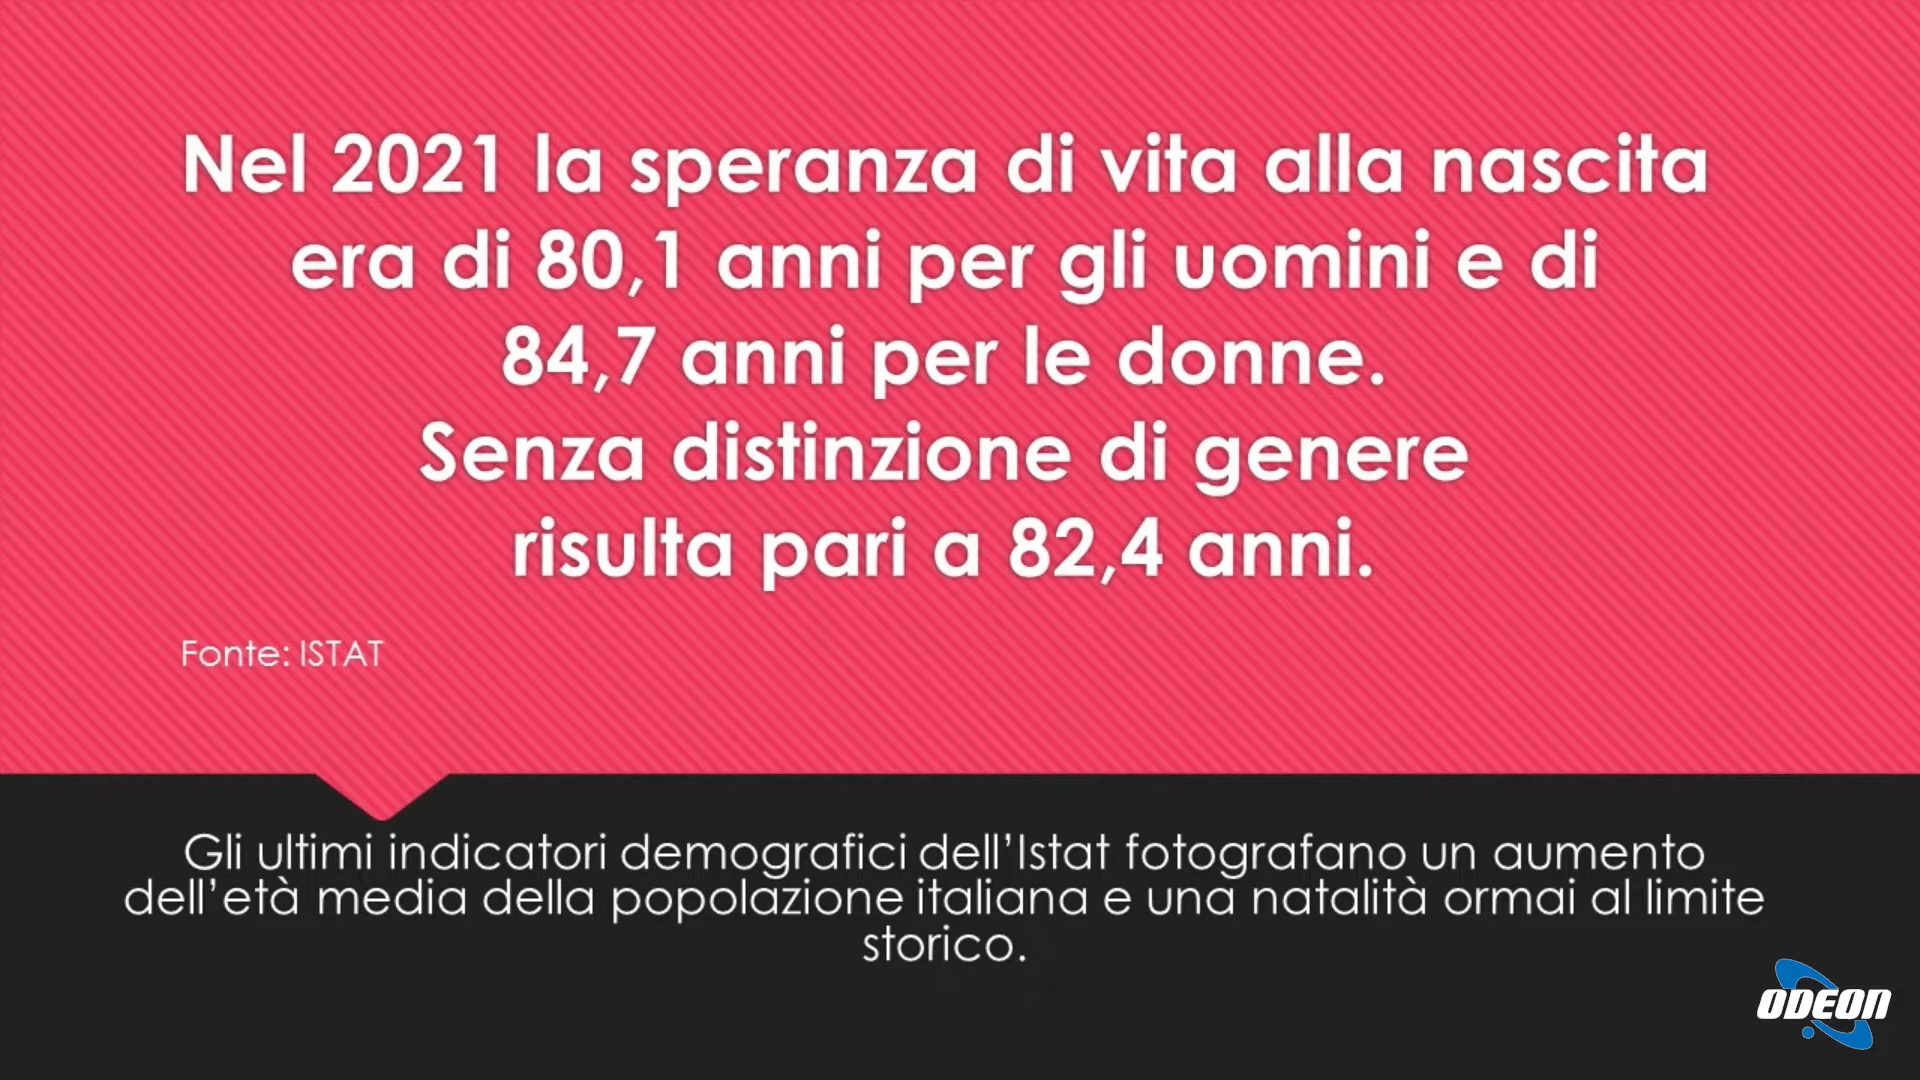 Nel 2021 la speranza di vita alla nascita
era di 80,1 anni per gli uomini e di
84,7 anni per le donne.
Senza distinzione di genere
risulta pari a 82,4 anni.
Fonte: ISTAT
Gli ultimi indicatori demografici dell’Istat fotografano un aumento
dell’età media della popolazione italiana e una natalità ormai al limite
storico.
ODEON